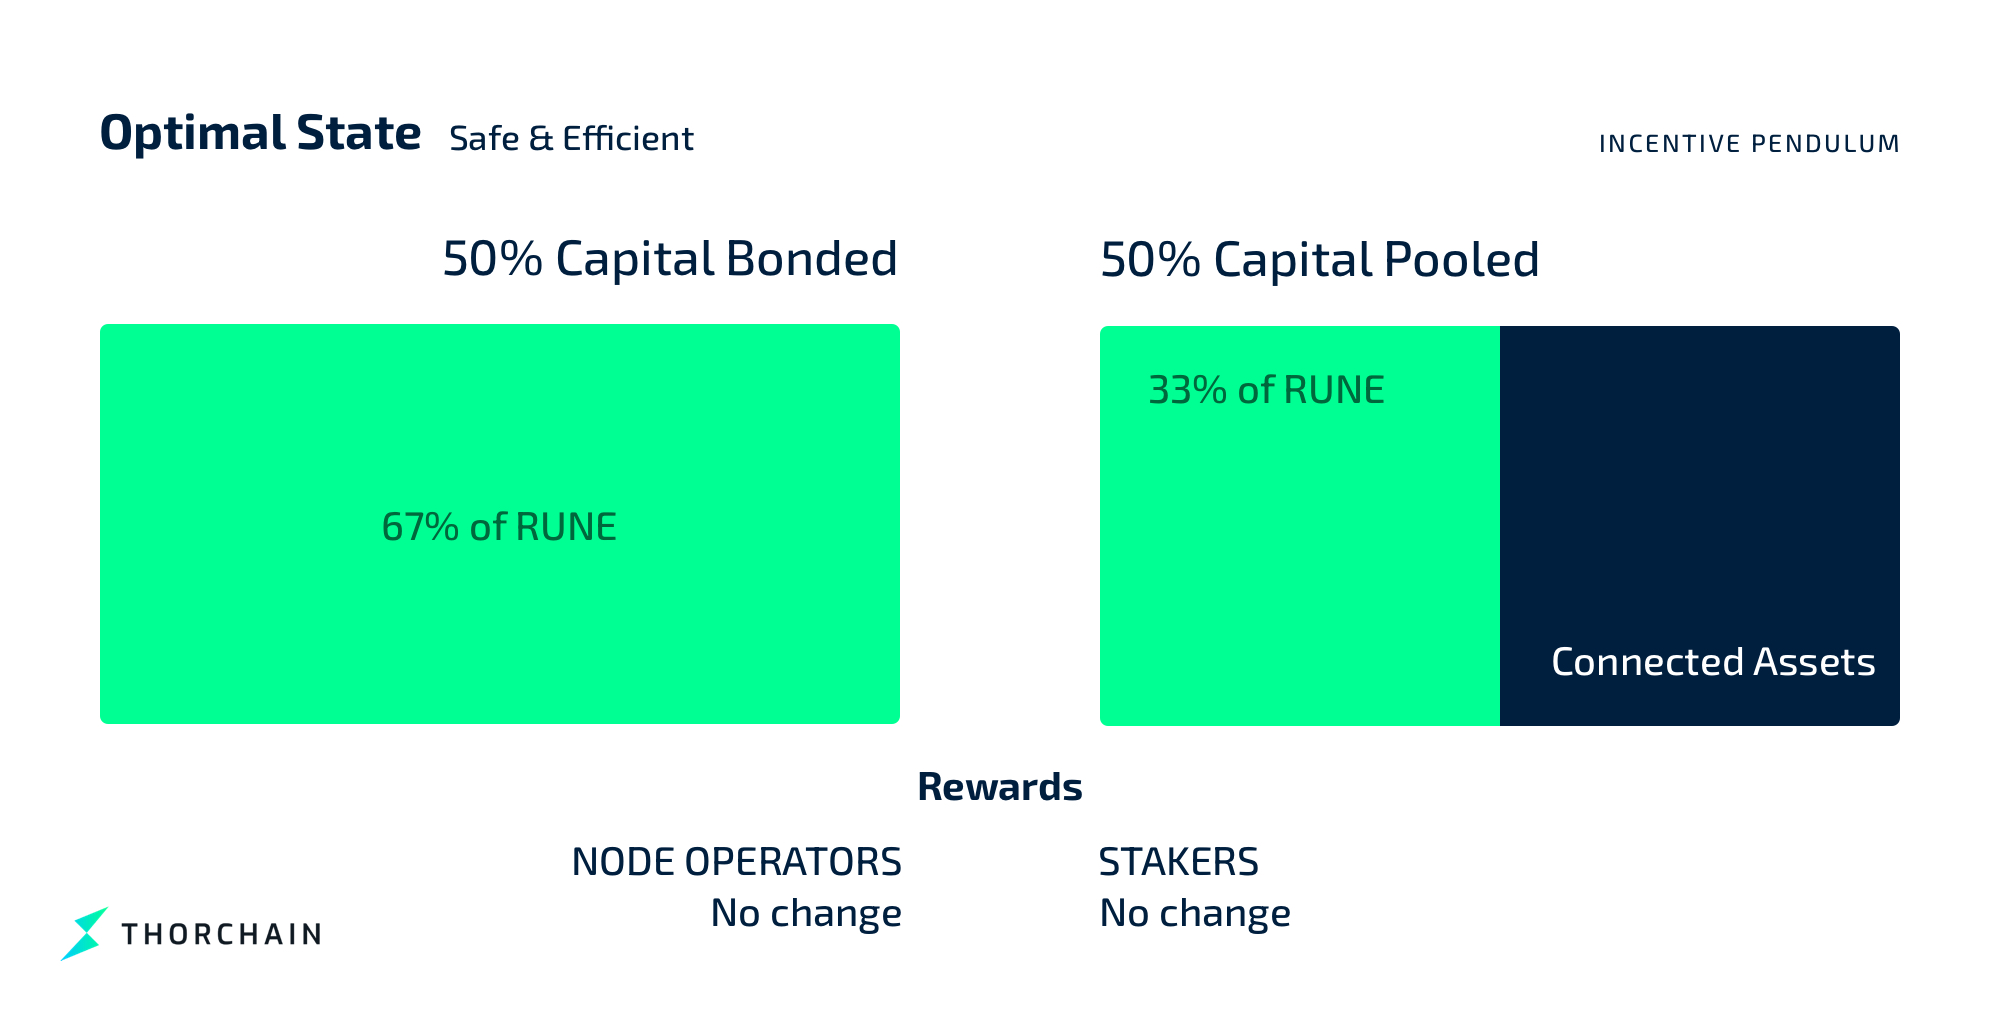 Optimal State Safe & Efficient
INCENTIVE PENDULUM
50% Capital Bonded
50% Capital Pooled
67% of RUNE
33% of RUNE
Connected Assets
Rewards
NODE OPERATORS
No change
STAKERS
No change
THORCHAIN